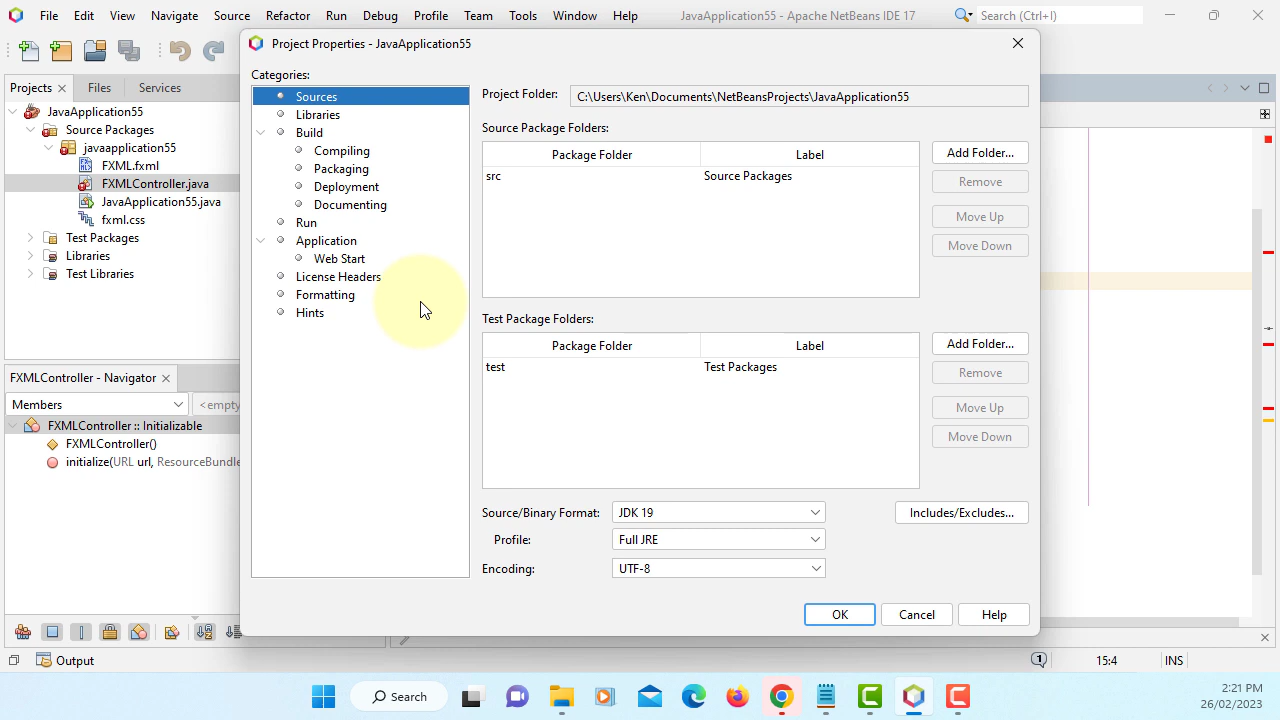 File Edit View Navigate Source Refactor Run Debug Profile Team Tools Window Help
JavaApplication55 - Apache NetBeans IDE 17
Search (Ctrl+I)
Projects Files Services
JavaApplication55
Source Packages
javaapplication55
FXML.fxml
FXMLController.java
JavaApplication55.java
fxml.css
Test Packages
Libraries
Test Libraries
FXMLController - Navigator
Members
<empty
FXMLController :: Initializable
FXMLController()
initialize(URL url, ResourceBundle
Output
Project Properties - JavaApplication55
Categories:
Sources
Libraries
Build
Compiling
Packaging
Deployment
Documenting
Run
Application
Web Start
License Headers
Formatting
Hints
Project Folder: C:\Users\Ken\Documents\NetBeansProjects\JavaApplication55
Source Package Folders:
Package Folder Label
src Source Packages
Add Folder...
Remove
Move Up
Move Down
Test Package Folders:
Package Folder Label
test Test Packages
Add Folder...
Remove
Move Up
Move Down
Source/Binary Format: JDK 19 Includes/Excludes...
Profile: Full JRE
Encoding: UTF-8
OK Cancel Help
1 15:4 INS
Search
2:21 PM
26/02/2023